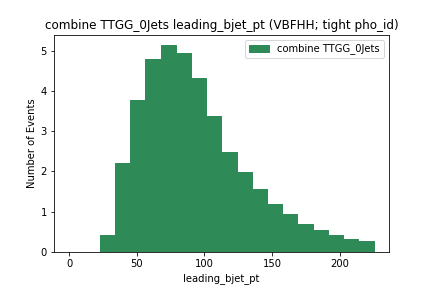 combine TTGG_0Jets leading_bjet_pt (VBFHH; tight pho_id)
combine TTGG_0Jets
Number of Events
5
4
3
2
1
0
0 50 100 150 200
leading_bjet_pt